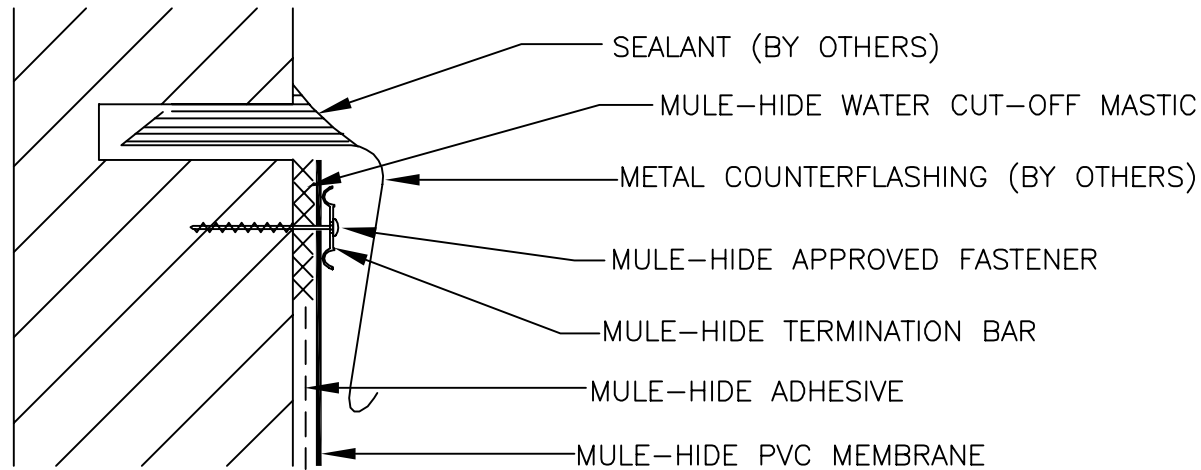 SEALANT (BY OTHERS)
MULE-HIDE WATER CUT-OFF MASTIC
METAL COUNTERFLASHING (BY OTHERS)
MULE-HIDE APPROVED FASTENER
MULE-HIDE TERMINATION BAR
MULE-HIDE ADHESIVE
MULE-HIDE PVC MEMBRANE